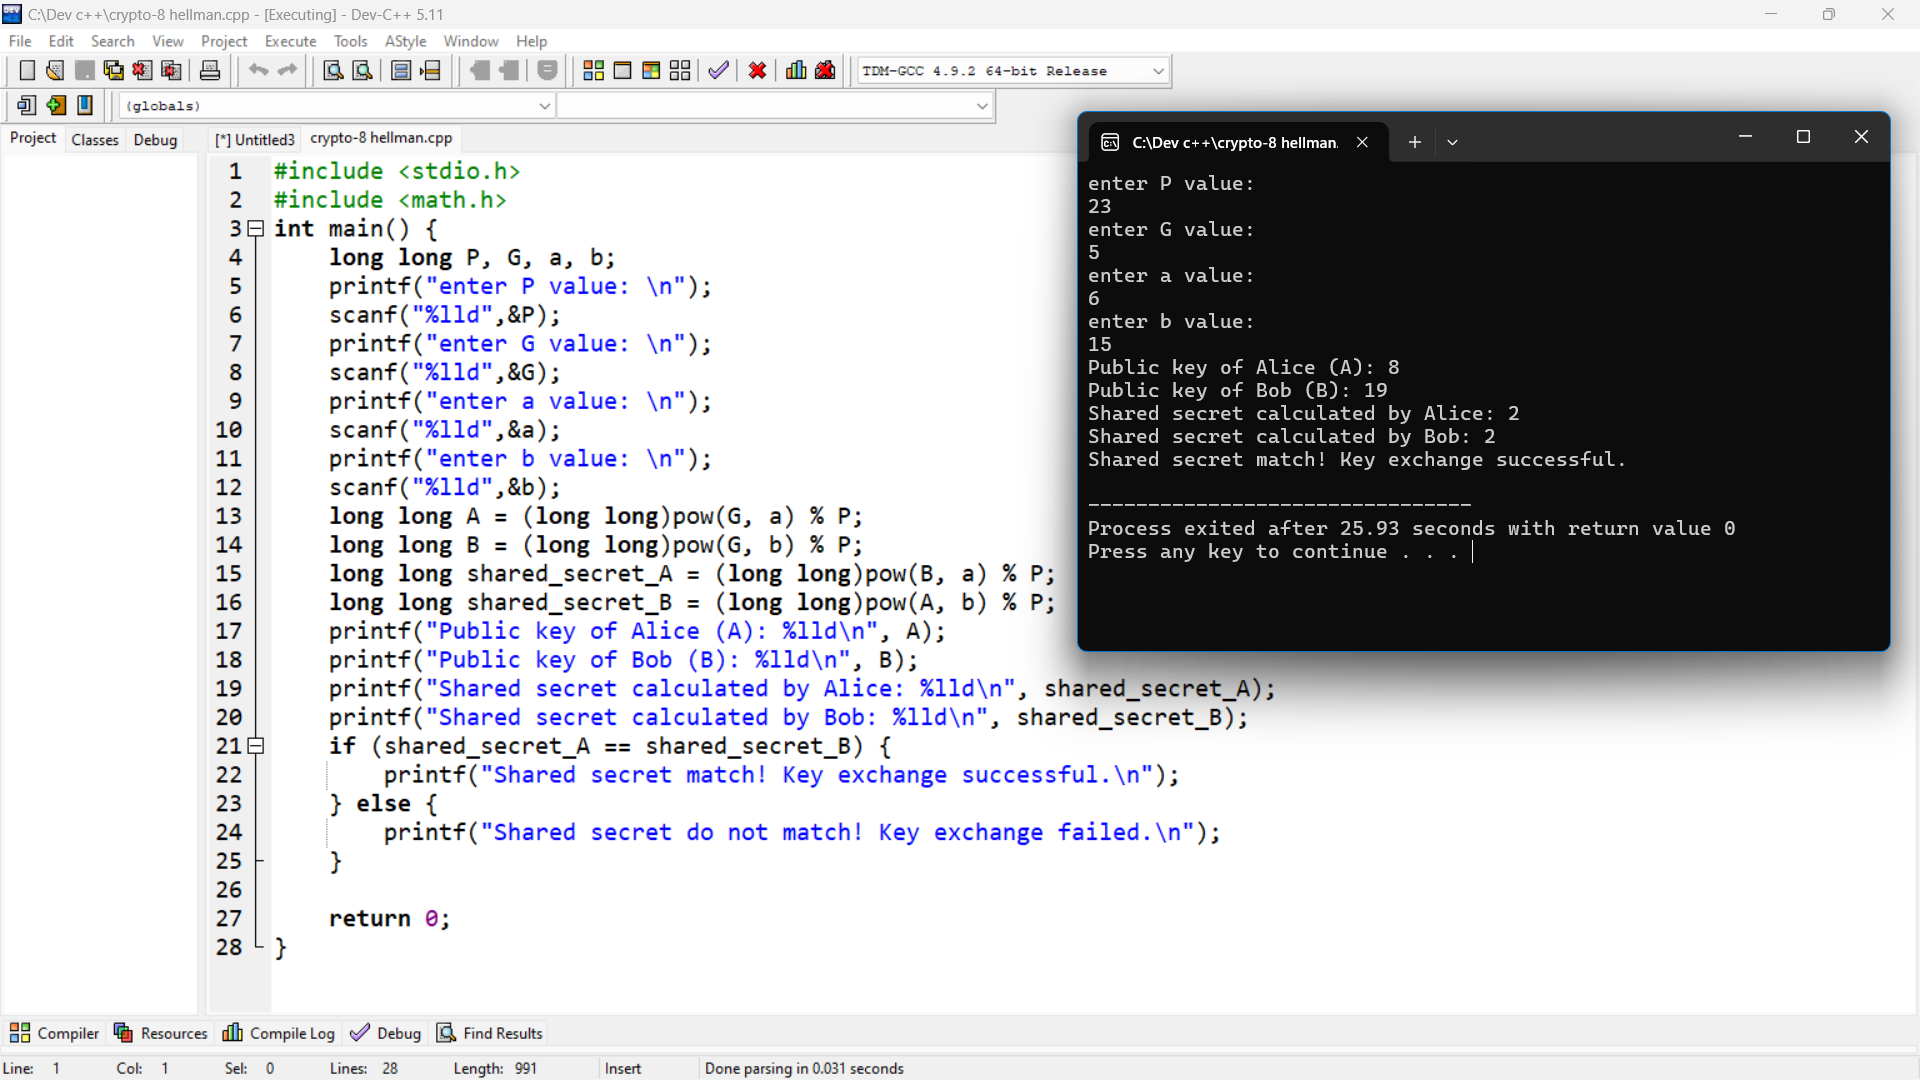 C:\Dev c++\crypto-8 hellman.cpp - [Executing] - Dev-C++ 5.11
File Edit Search View Project Execute Tools AStyle Window Help
TDM-GCC 4.9.2 64-bit Release
(globals)
Project Classes Debug
[*] Untitled3 crypto-8 hellman.cpp
1 #include <stdio.h>
2 #include <math.h>
3 int main() {
4 long long P, G, a, b;
5 printf("enter P value: \n");
6 scanf("%lld",&P);
7 printf("enter G value: \n");
8 scanf("%lld",&G);
9 printf("enter a value: \n");
10 scanf("%lld",&a);
11 printf("enter b value: \n");
12 scanf("%lld",&b);
13 long long A = (long long)pow(G, a) % P;
14 long long B = (long long)pow(G, b) % P;
15 long long shared_secret_A = (long long)pow(B, a) % P;
16 long long shared_secret_B = (long long)pow(A, b) % P;
17 printf("Public key of Alice (A): %lld\n", A);
18 printf("Public key of Bob (B): %lld\n", B);
19 printf("Shared secret calculated by Alice: %lld\n", shared_secret_A);
20 printf("Shared secret calculated by Bob: %lld\n", shared_secret_B);
21 if (shared_secret_A == shared_secret_B) {
22 printf("Shared secret match! Key exchange successful.\n");
23 } else {
24 printf("Shared secret do not match! Key exchange failed.\n");
25 }
26
27 return 0;
28 }
C:\Dev c++\crypto-8 hellman.
enter P value:
23
enter G value:
5
enter a value:
6
enter b value:
15
Public key of Alice (A): 8
Public key of Bob (B): 19
Shared secret calculated by Alice: 2
Shared secret calculated by Bob: 2
Shared secret match! Key exchange successful.
--------------------------------
Process exited after 25.93 seconds with return value 0
Press any key to continue . . .
Compiler Resources Compile Log Debug Find Results
Line: 1 Col: 1 Sel: 0 Lines: 28 Length: 991 Insert Done parsing in 0.031 seconds